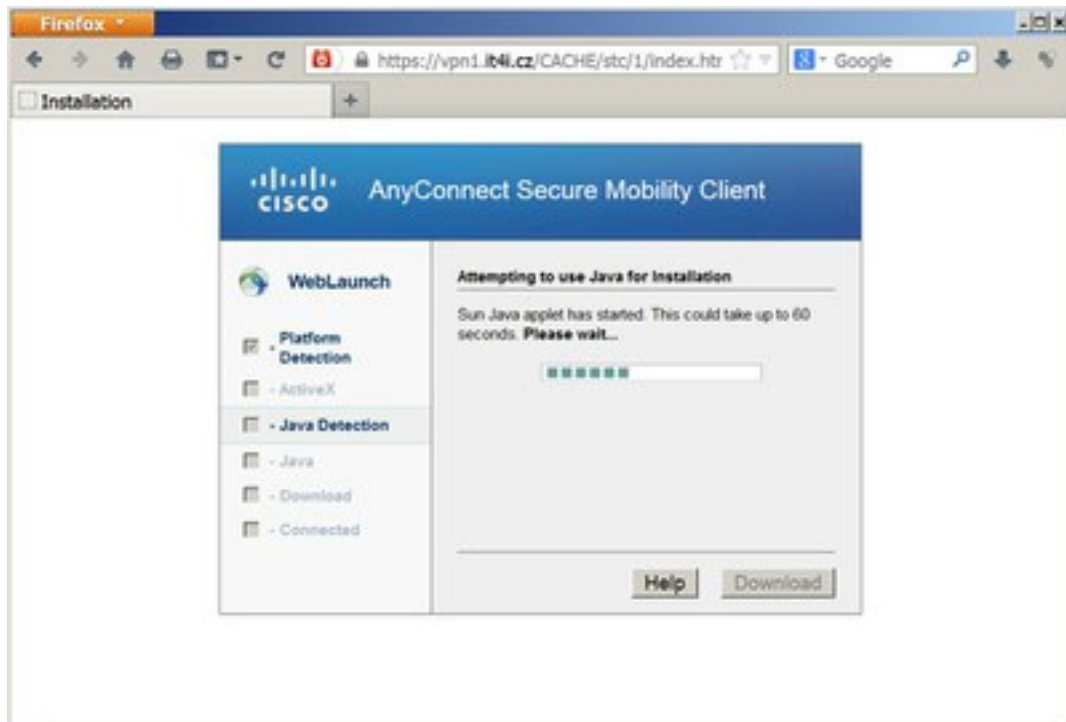 Firefox
https://vpn1.it4i.cz/CACHE/stc/1/index.htr
Google
Installation
CISCO
AnyConnect Secure Mobility Client
WebLaunch
- Platform Detection
- ActiveX
- Java Detection
- Java
- Download
- Connected
Attempting to use Java for Installation
Sun Java applet has started. This could take up to 60
seconds. Please wait...
Help
Download